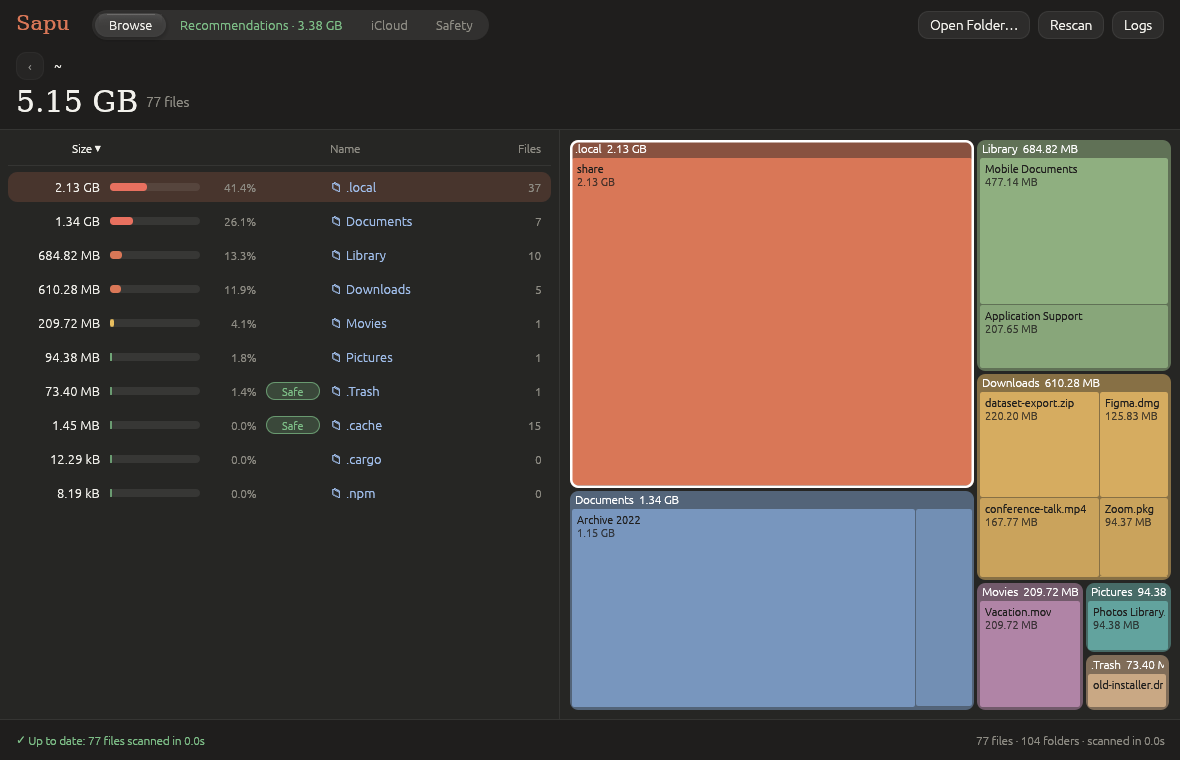 Sapu
Browse
Recommendations · 3.38 GB
iCloud
Safety
Open Folder…
Rescan
Logs
‹ ~
5.15 GB 77 files
Size ▾ Name Files
2.13 GB 41.4% .local 37
1.34 GB 26.1% Documents 7
684.82 MB 13.3% Library 10
610.28 MB 11.9% Downloads 5
209.72 MB 4.1% Movies 1
94.38 MB 1.8% Pictures 1
73.40 MB 1.4% Safe .Trash 1
1.45 MB 0.0% Safe .cache 15
12.29 kB 0.0% .cargo 0
8.19 kB 0.0% .npm 0
.local 2.13 GB
share
2.13 GB
Documents 1.34 GB
Archive 2022
1.15 GB
Library 684.82 MB
Mobile Documents
477.14 MB
Application Support
207.65 MB
Downloads 610.28 MB
dataset-export.zip
220.20 MB
Figma.dmg
125.83 MB
conference-talk.mp4
167.77 MB
Zoom.pkg
94.37 MB
Movies 209.72 MB
Vacation.mov
209.72 MB
Pictures 94.38
Photos Library.
94.38 MB
.Trash 73.40 M
old-installer.dr
✓ Up to date: 77 files scanned in 0.0s
77 files · 104 folders · scanned in 0.0s